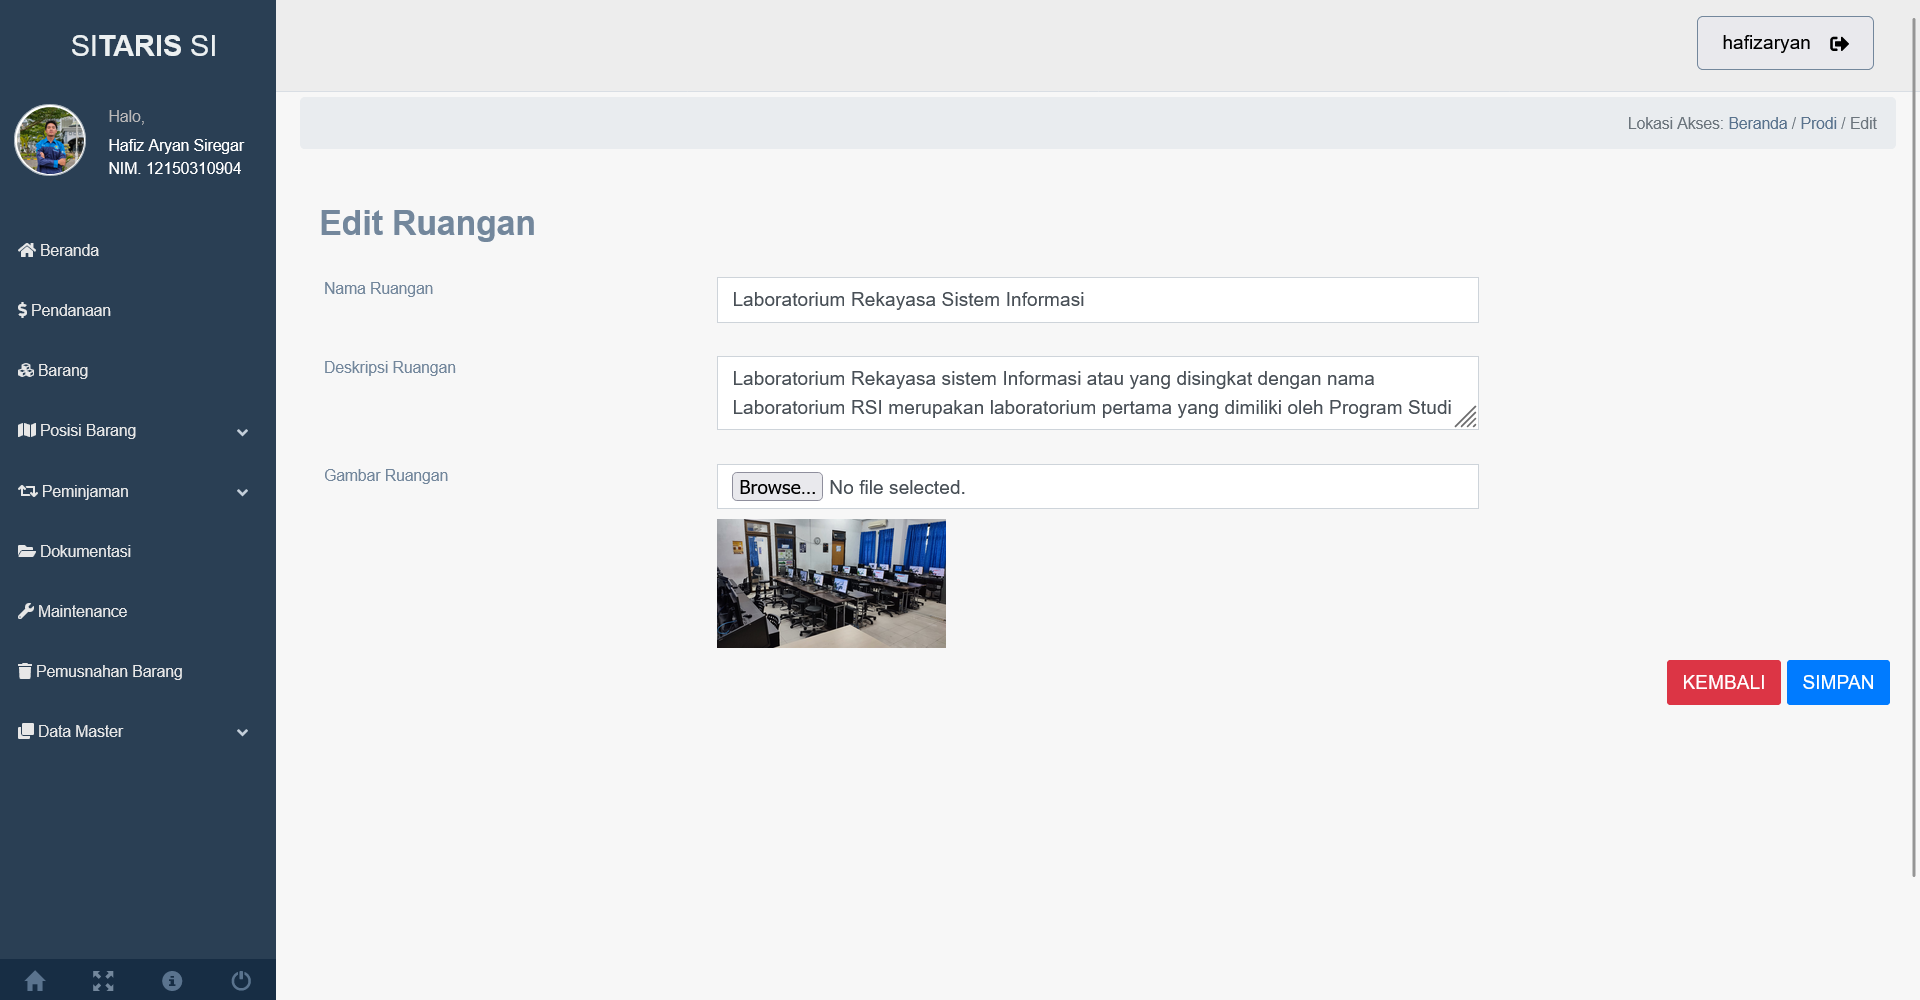 SITARIS SI
Halo,
Hafiz Aryan Siregar
NIM. 12150310904
Beranda
Pendanaan
Barang
Posisi Barang
Peminjaman
Dokumentasi
Maintenance
Pemusnahan Barang
Data Master
hafizaryan
Lokasi Akses: Beranda / Prodi / Edit
Edit Ruangan
Nama Ruangan
Laboratorium Rekayasa Sistem Informasi
Deskripsi Ruangan
Laboratorium Rekayasa sistem Informasi atau yang disingkat dengan nama
Laboratorium RSI merupakan laboratorium pertama yang dimiliki oleh Program Studi
Gambar Ruangan
Browse... No file selected.
KEMBALI SIMPAN